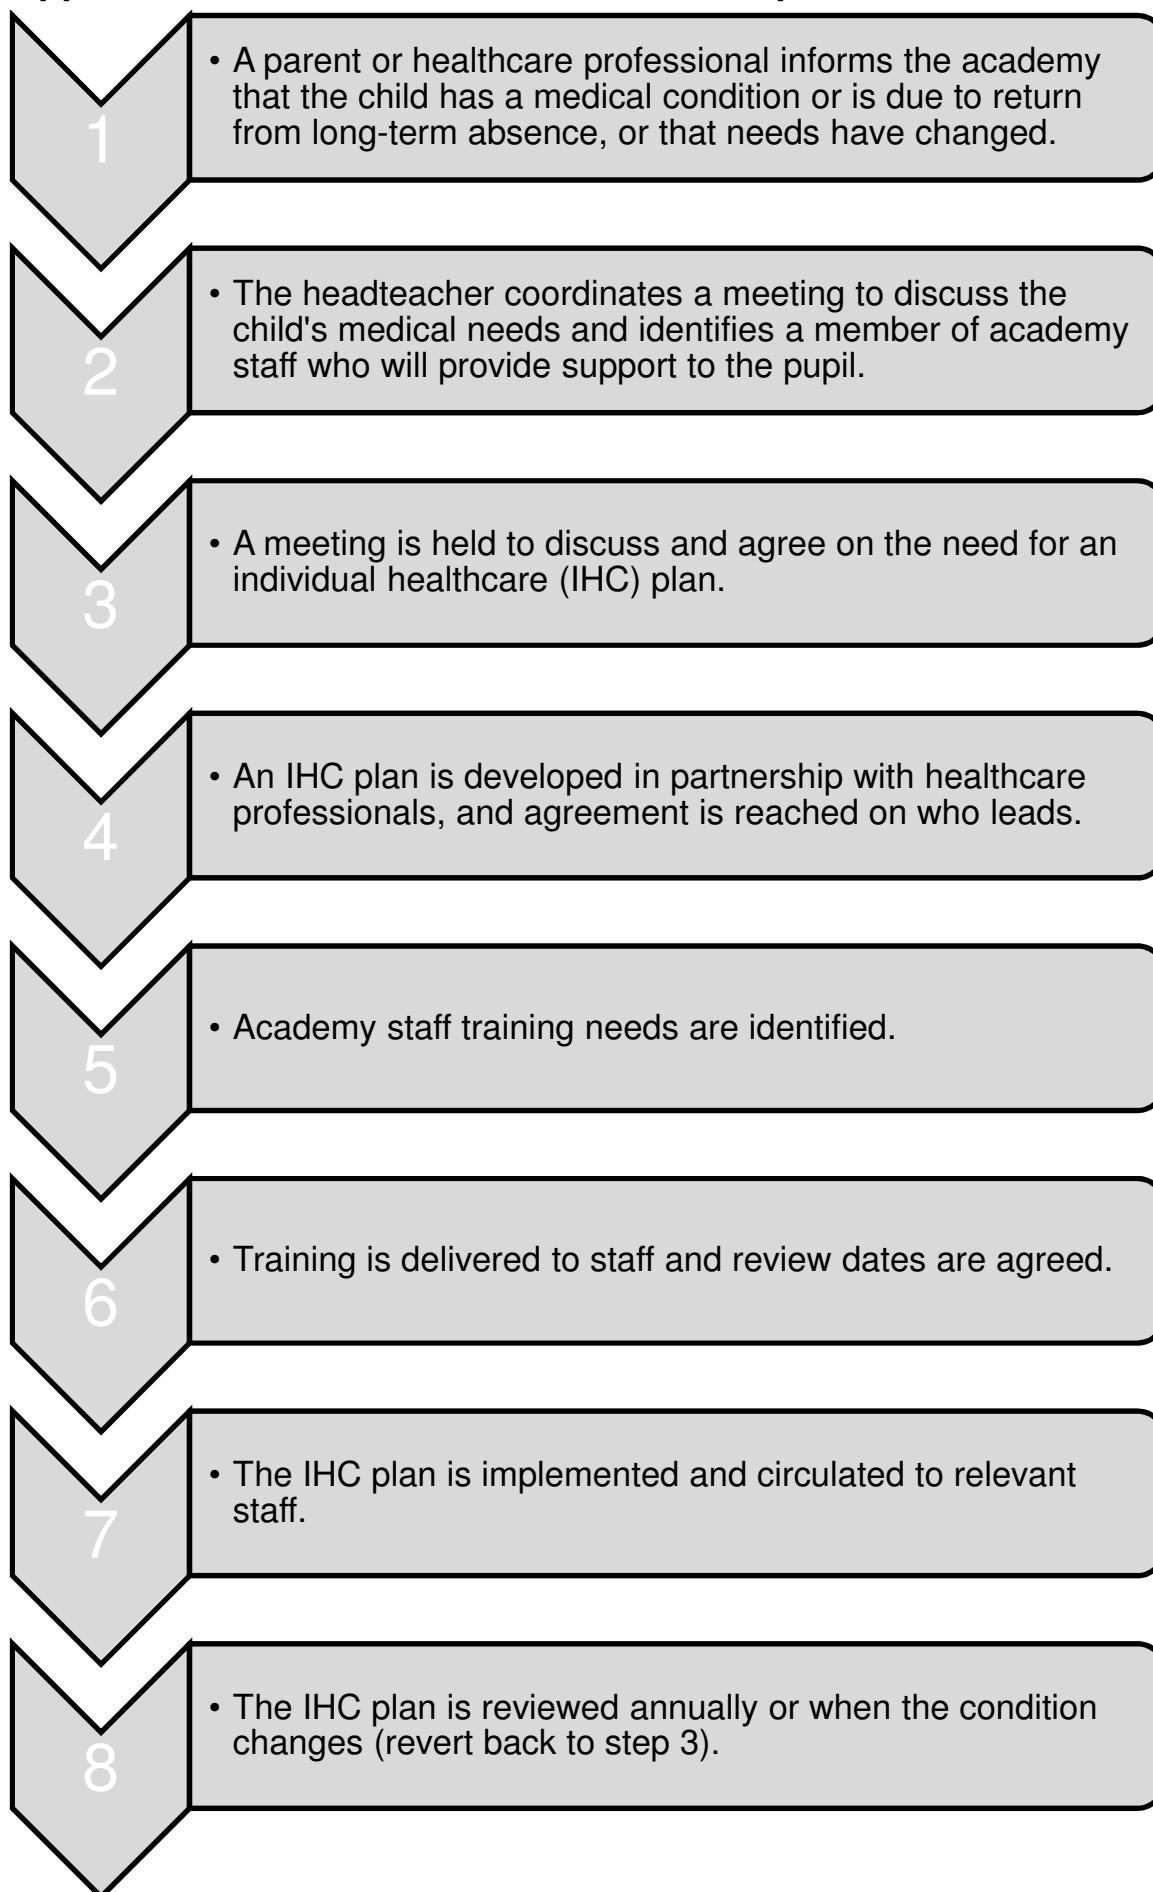 1
• A parent or healthcare professional informs the academy
that the child has a medical condition or is due to return
from long-term absence, or that needs have changed.
2
• The headteacher coordinates a meeting to discuss the
child's medical needs and identifies a member of academy
staff who will provide support to the pupil.
3
• A meeting is held to discuss and agree on the need for an
individual healthcare (IHC) plan.
4
• An IHC plan is developed in partnership with healthcare
professionals, and agreement is reached on who leads.
5
• Academy staff training needs are identified.
6
• Training is delivered to staff and review dates are agreed.
7
• The IHC plan is implemented and circulated to relevant
staff.
8
• The IHC plan is reviewed annually or when the condition
changes (revert back to step 3).